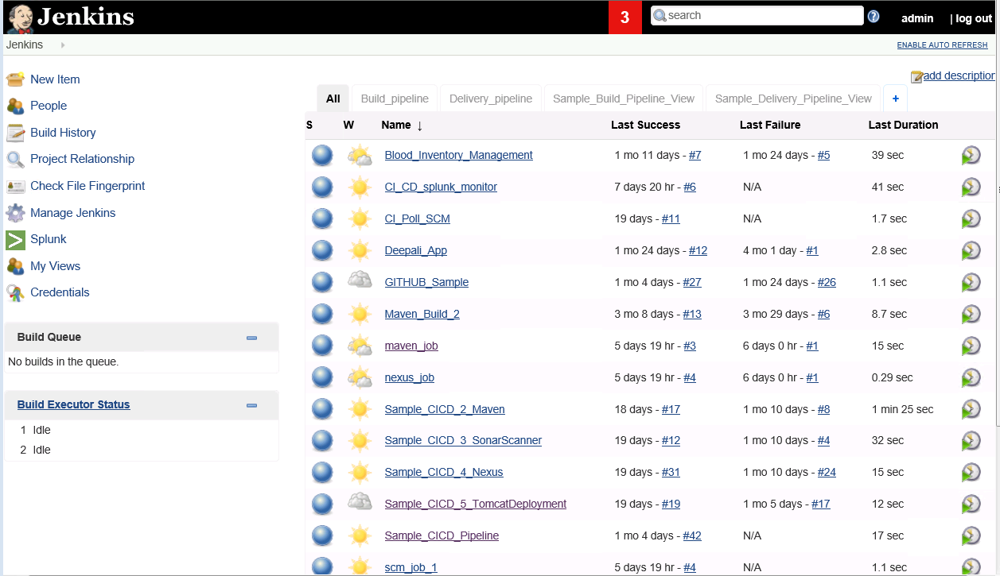 Jenkins
3
search
?
admin
| log out
Jenkins
ENABLE AUTO REFRESH
New Item
People
Build History
Project Relationship
Check File Fingerprint
Manage Jenkins
Splunk
My Views
Credentials
Build Queue
No builds in the queue.
Build Executor Status
1 Idle
2 Idle
add description
All Build_pipeline Delivery_pipeline Sample_Build_Pipeline_View Sample_Delivery_Pipeline_View +
S W Name ↓ Last Success Last Failure Last Duration
Blood_Inventory_Management 1 mo 11 days - #7 1 mo 24 days - #5 39 sec
CI_CD_splunk_monitor 7 days 20 hr - #6 N/A 41 sec
CI_Poll_SCM 19 days - #11 N/A 1.7 sec
Deepali_App 1 mo 24 days - #12 4 mo 1 day - #1 2.8 sec
GITHUB_Sample 1 mo 4 days - #27 1 mo 24 days - #26 1.1 sec
Maven_Build_2 3 mo 8 days - #13 3 mo 29 days - #6 8.7 sec
maven_job 5 days 19 hr - #3 6 days 0 hr - #1 15 sec
nexus_job 5 days 19 hr - #4 6 days 0 hr - #1 0.29 sec
Sample_CICD_2_Maven 18 days - #17 1 mo 10 days - #8 1 min 25 sec
Sample_CICD_3_SonarScanner 19 days - #12 1 mo 10 days - #4 32 sec
Sample_CICD_4_Nexus 19 days - #31 1 mo 10 days - #24 15 sec
Sample_CICD_5_TomcatDeployment 19 days - #19 1 mo 5 days - #17 12 sec
Sample_CICD_Pipeline 1 mo 4 days - #42 N/A 17 sec
scm_job_1 5 days 19 hr - #4 N/A 1.1 sec